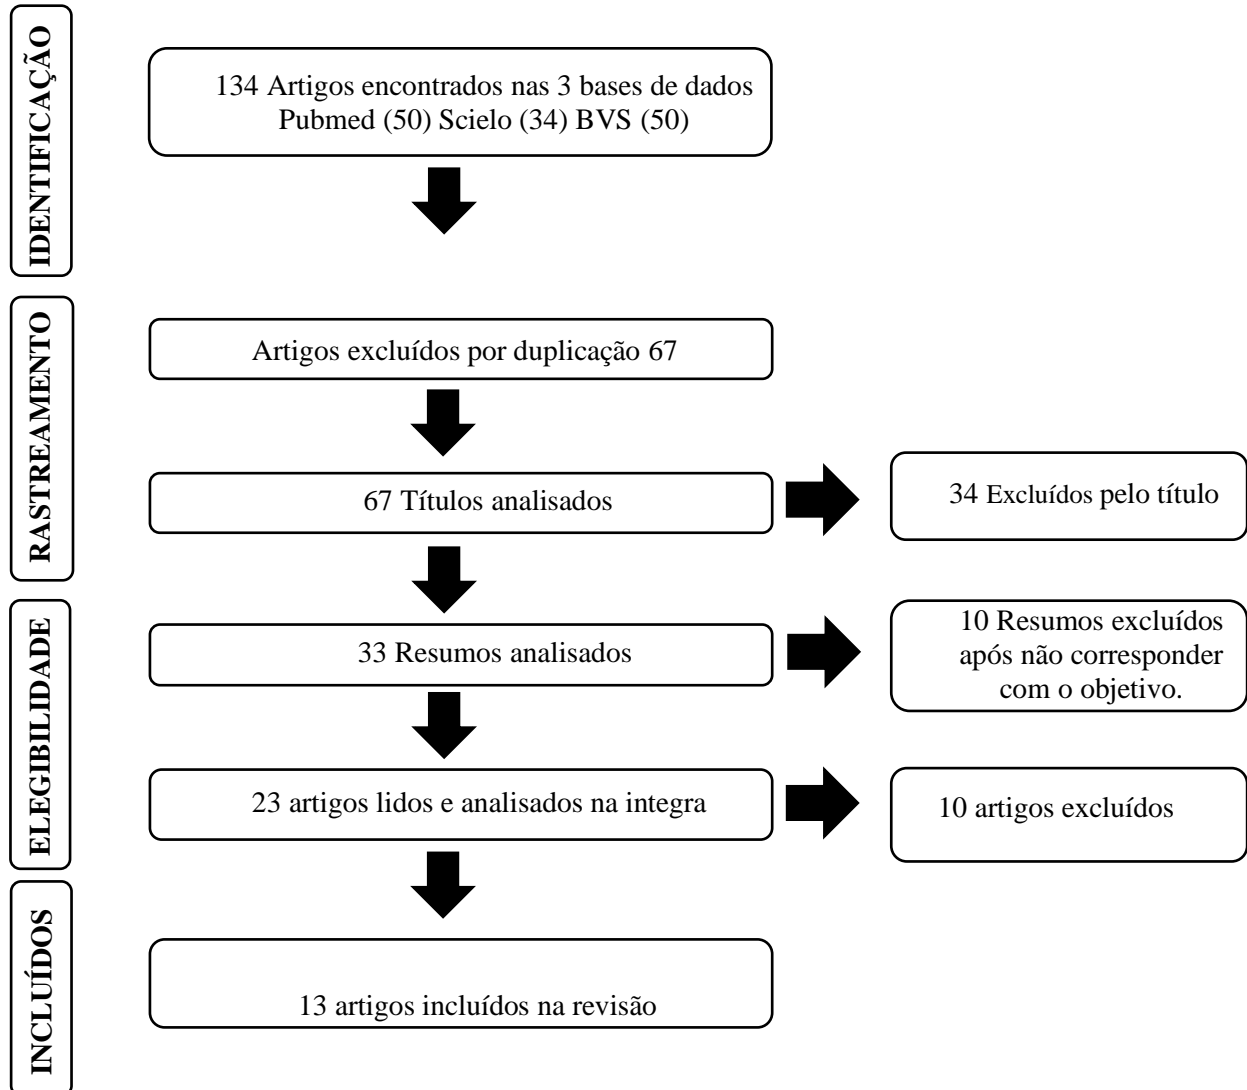 IDENTIFICAÇÃO
134 Artigos encontrados nas 3 bases de dados
Pubmed (50) Scielo (34) BVS (50)
RASTREAMENTO
Artigos excluídos por duplicação 67
67 Títulos analisados
34 Excluídos pelo título
ELEGIBILIDADE
33 Resumos analisados
10 Resumos excluídos
após não corresponder
com o objetivo.
23 artigos lidos e analisados na integra
10 artigos excluídos
INCLUÍDOS
13 artigos incluídos na revisão